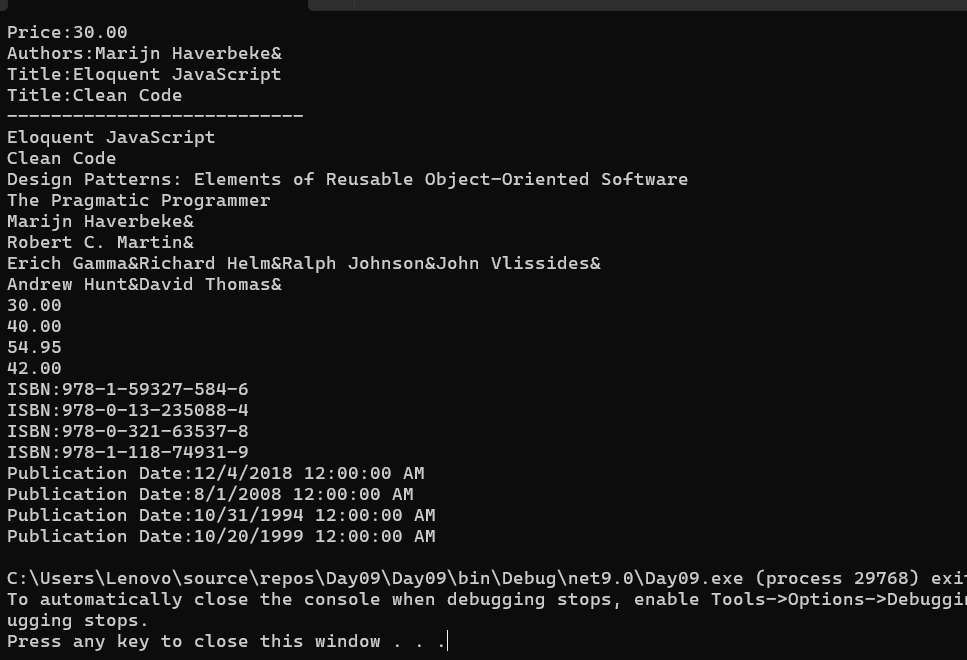 Price:30.00
Authors:Marijn Haverbeke&
Title:Eloquent JavaScript
Title:Clean Code
---------------------------
Eloquent JavaScript
Clean Code
Design Patterns: Elements of Reusable Object-Oriented Software
The Pragmatic Programmer
Marijn Haverbeke&
Robert C. Martin&
Erich Gamma&Richard Helm&Ralph Johnson&John Vlissides&
Andrew Hunt&David Thomas&
30.00
40.00
54.95
42.00
ISBN:978-1-59327-584-6
ISBN:978-0-13-235088-4
ISBN:978-0-321-63537-8
ISBN:978-1-118-74931-9
Publication Date:12/4/2018 12:00:00 AM
Publication Date:8/1/2008 12:00:00 AM
Publication Date:10/31/1994 12:00:00 AM
Publication Date:10/20/1999 12:00:00 AM
C:\Users\Lenovo\source\repos\Day09\Day09\bin\Debug\net9.0\Day09.exe (process 29768) exi
To automatically close the console when debugging stops, enable Tools->Options->Debuggin
ugging stops.
Press any key to close this window . . .